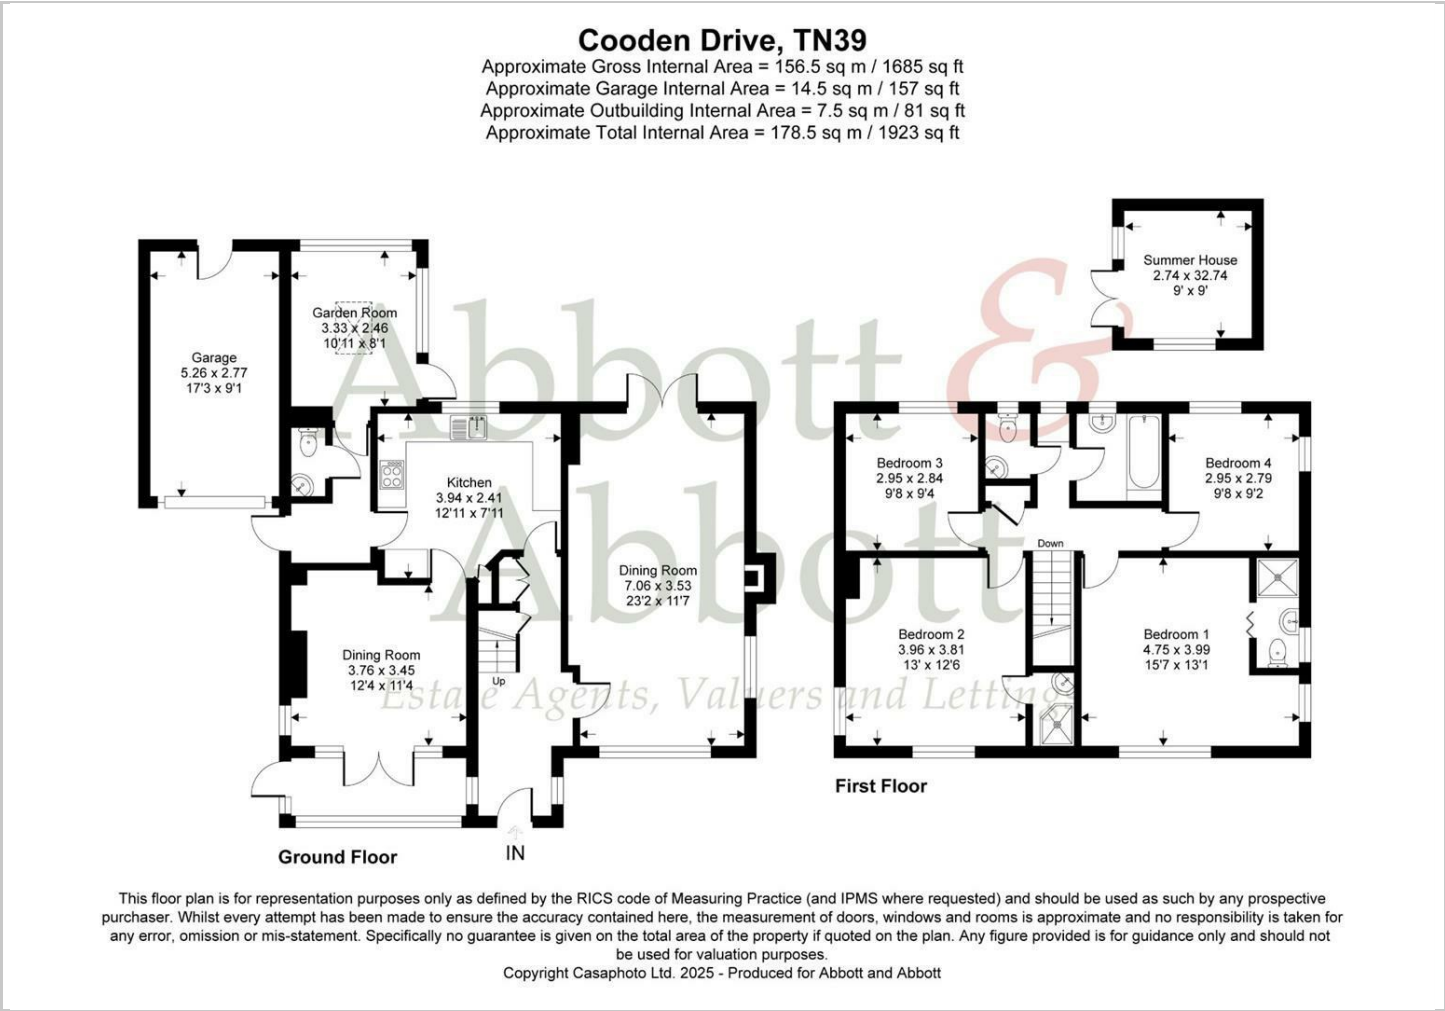 Cooden Drive, TN39
Approximate Gross Internal Area = 156.5 sq m / 1685 sq ft
Approximate Garage Internal Area = 14.5 sq m / 157 sq ft
Approximate Outbuilding Internal Area = 7.5 sq m / 81 sq ft
Approximate Total Internal Area = 178.5 sq m / 1923 sq ft
Summer House
2.74 x 32.74
9' x 9'
Garden Room
3.33 x 2.46
10'11 x 8'1
Garage
5.26 x 2.77
17'3 x 9'1
Abbott &
Abbott
Estate Agents, Valuers and Lettings
Kitchen
3.94 x 2.41
12'11 x 7'11
Dining Room
7.06 x 3.53
23'2 x 11'7
Dining Room
3.76 x 3.45
12'4 x 11'4
Up
IN
Ground Floor
Bedroom 3
2.95 x 2.84
9'8 x 9'4
Bedroom 4
2.95 x 2.79
9'8 x 9'2
Down
Bedroom 2
3.96 x 3.81
13' x 12'6
Bedroom 1
4.75 x 3.99
15'7 x 13'1
First Floor
This floor plan is for representation purposes only as defined by the RICS code of Measuring Practice (and IPMS where requested) and should be used as such by any prospective
purchaser. Whilst every attempt has been made to ensure the accuracy contained here, the measurement of doors, windows and rooms is approximate and no responsibility is taken for
any error, omission or mis-statement. Specifically no guarantee is given on the total area of the property if quoted on the plan. Any figure provided is for guidance only and should not
be used for valuation purposes.
Copyright Casaphoto Ltd. 2025 - Produced for Abbott and Abbott